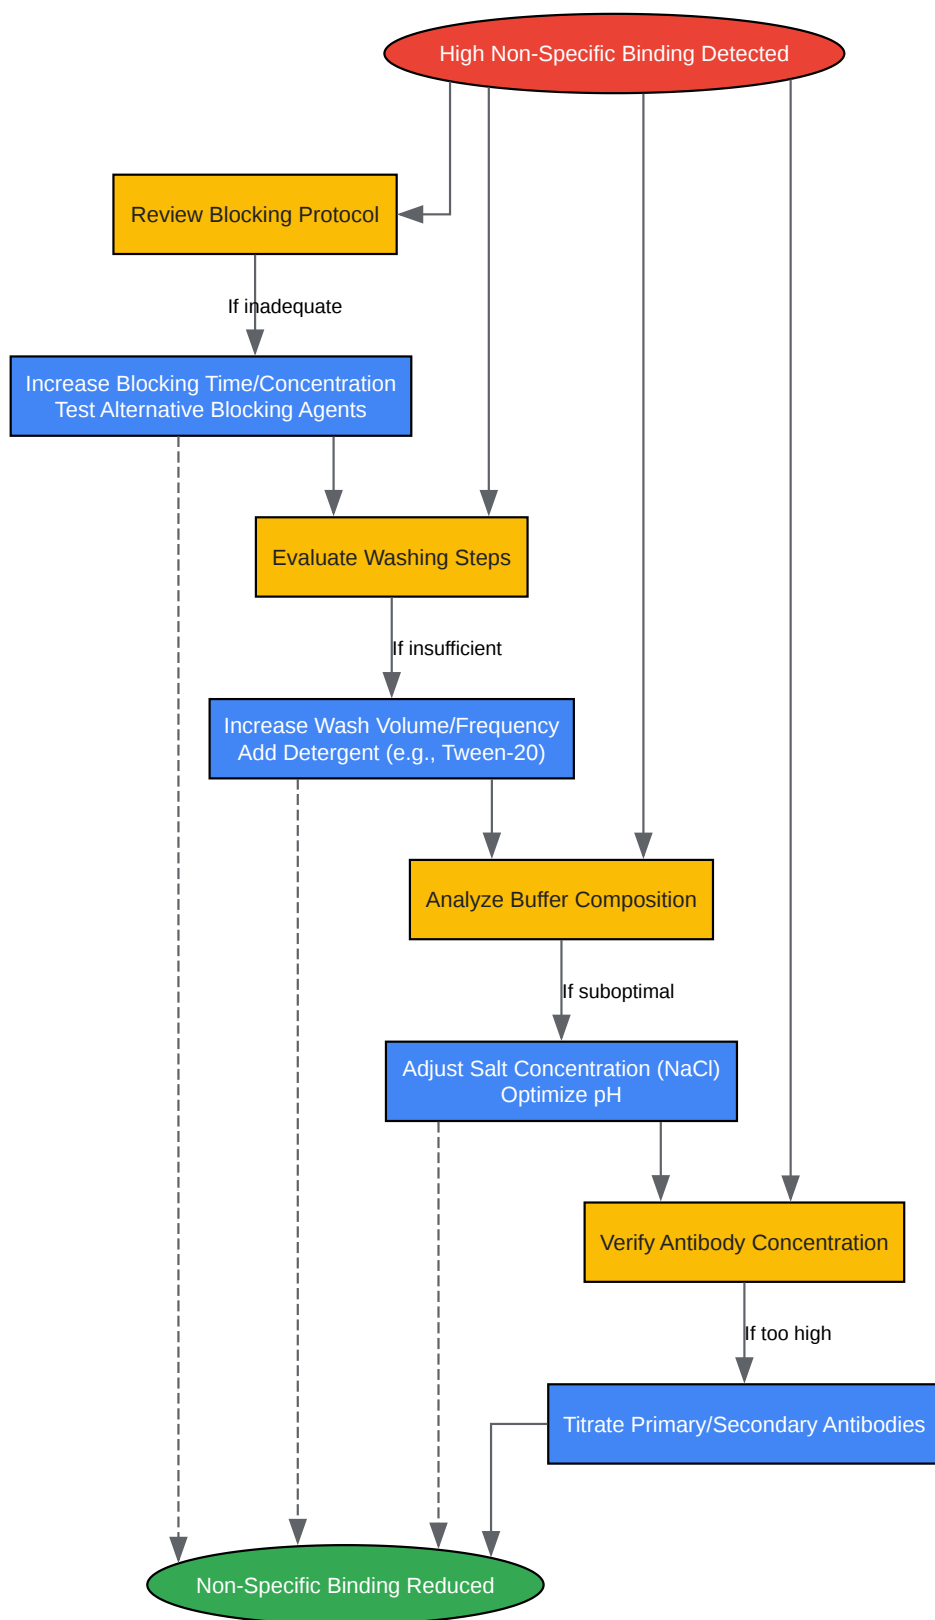 High Non-Specific Binding Detected
Review Blocking Protocol
If inadequate
Increase Blocking Time/Concentration
Test Alternative Blocking Agents
Evaluate Washing Steps
If insufficient
Increase Wash Volume/Frequency
Add Detergent (e.g., Tween-20)
Analyze Buffer Composition
If suboptimal
Adjust Salt Concentration (NaCl)
Optimize pH
Verify Antibody Concentration
If too high
Titrate Primary/Secondary Antibodies
Non-Specific Binding Reduced